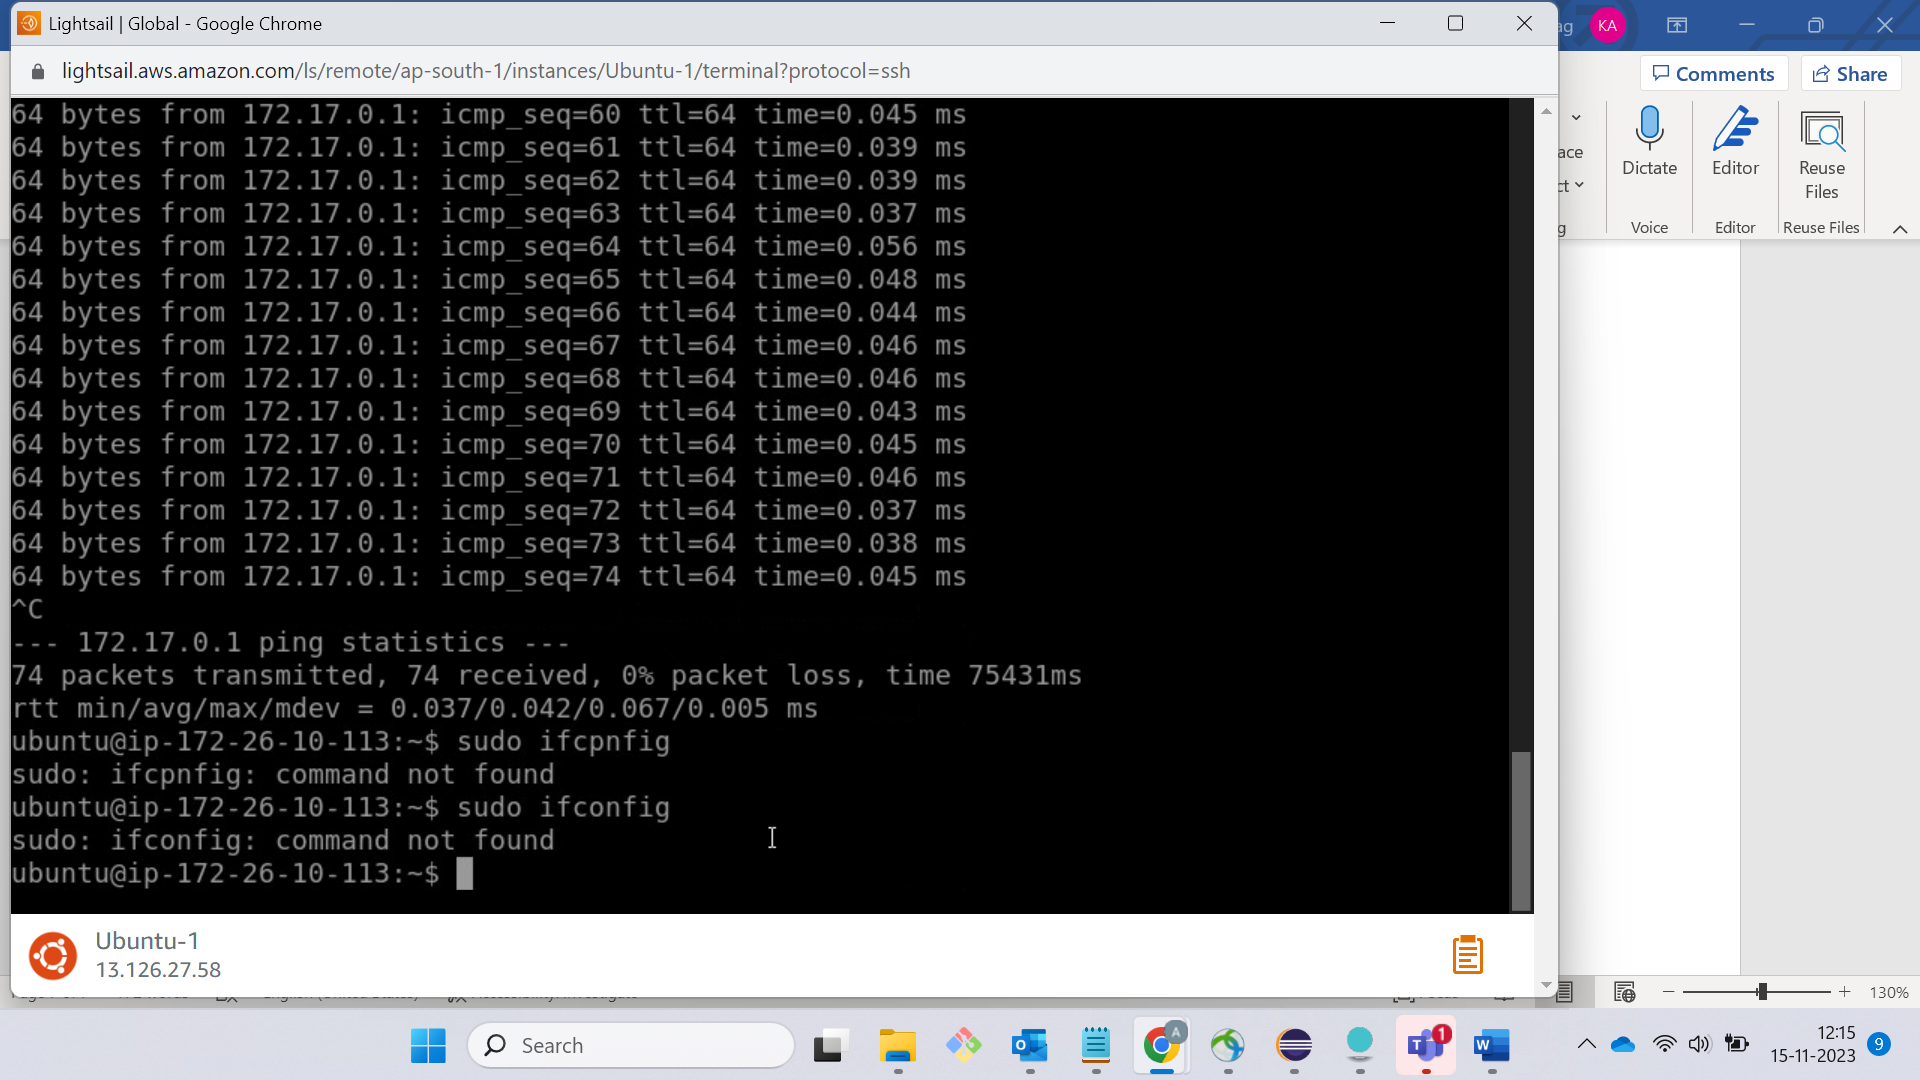 Lightsail | Global - Google Chrome
ag
KA
lightsail.aws.amazon.com/ls/remote/ap-south-1/instances/Ubuntu-1/terminal?protocol=ssh
Comments
Share
64 bytes from 172.17.0.1: icmp_seq=60 ttl=64 time=0.045 ms
64 bytes from 172.17.0.1: icmp_seq=61 ttl=64 time=0.039 ms
64 bytes from 172.17.0.1: icmp_seq=62 ttl=64 time=0.039 ms
64 bytes from 172.17.0.1: icmp_seq=63 ttl=64 time=0.037 ms
64 bytes from 172.17.0.1: icmp_seq=64 ttl=64 time=0.056 ms
64 bytes from 172.17.0.1: icmp_seq=65 ttl=64 time=0.048 ms
64 bytes from 172.17.0.1: icmp_seq=66 ttl=64 time=0.044 ms
64 bytes from 172.17.0.1: icmp_seq=67 ttl=64 time=0.046 ms
64 bytes from 172.17.0.1: icmp_seq=68 ttl=64 time=0.046 ms
64 bytes from 172.17.0.1: icmp_seq=69 ttl=64 time=0.043 ms
64 bytes from 172.17.0.1: icmp_seq=70 ttl=64 time=0.045 ms
64 bytes from 172.17.0.1: icmp_seq=71 ttl=64 time=0.046 ms
64 bytes from 172.17.0.1: icmp_seq=72 ttl=64 time=0.037 ms
64 bytes from 172.17.0.1: icmp_seq=73 ttl=64 time=0.038 ms
64 bytes from 172.17.0.1: icmp_seq=74 ttl=64 time=0.045 ms
^C
--- 172.17.0.1 ping statistics ---
74 packets transmitted, 74 received, 0% packet loss, time 75431ms
rtt min/avg/max/mdev = 0.037/0.042/0.067/0.005 ms
ubuntu@ip-172-26-10-113:~$ sudo ifcpnfig
sudo: ifcpnfig: command not found
ubuntu@ip-172-26-10-113:~$ sudo ifconfig
sudo: ifconfig: command not found
ubuntu@ip-172-26-10-113:~$
ace
ct
g
Dictate
Voice
Editor
Editor
Reuse
Files
Reuse Files
Ubuntu-1
13.126.27.58
130%
Search
A
1
12:15
15-11-2023
9